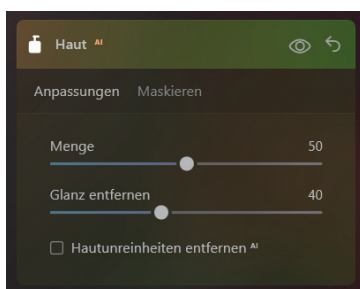 Haut AI
Anpassungen Maskieren
Menge 50
Glanz entfernen 40
Hautunreinheiten entfernen AI